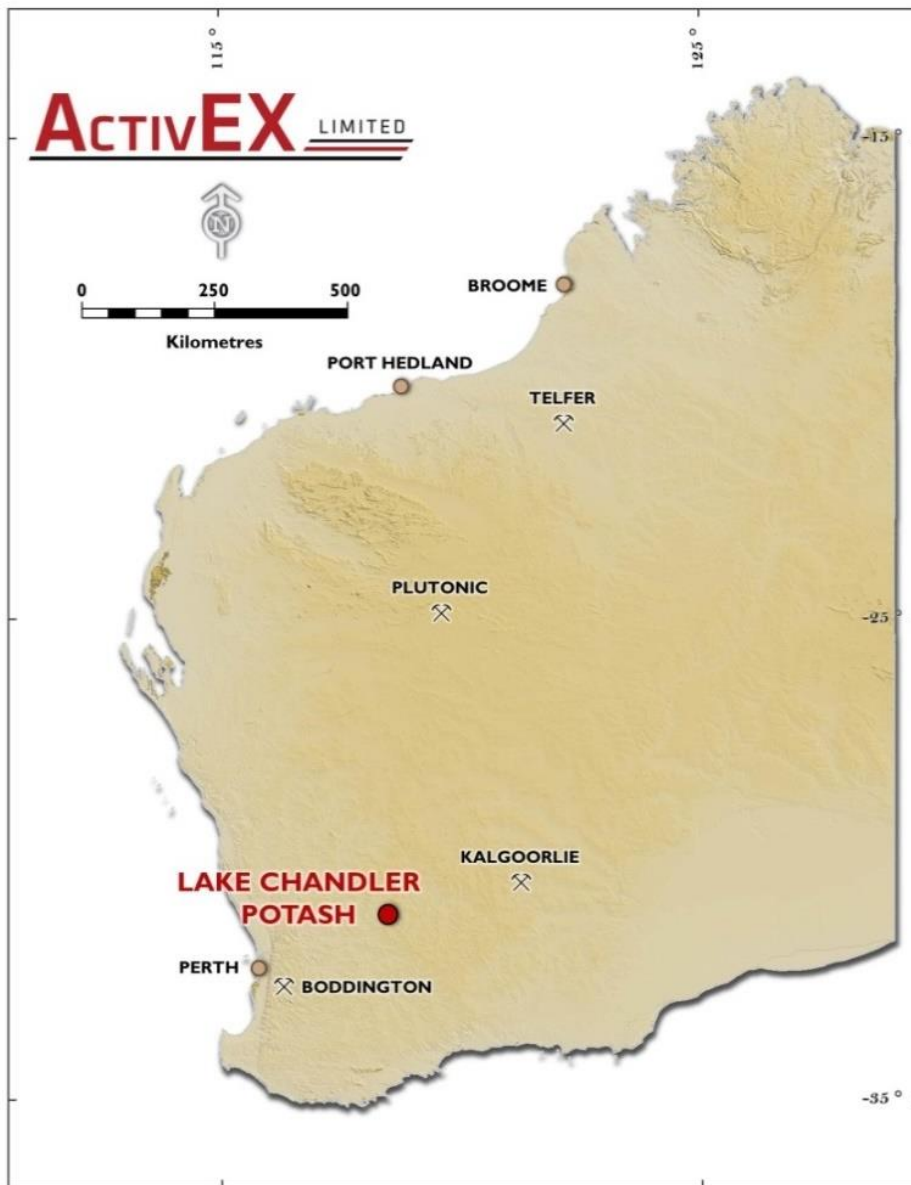 115 °
125 °
ACTIVEX LIMITED
N
-15 °
0 250 500
Kilometres
BROOME
PORT HEDLAND
TELFER
PLUTONIC
-25 °
KALGOORLIE
LAKE CHANDLER
POTASH
PERTH
BODDINGTON
-35 °